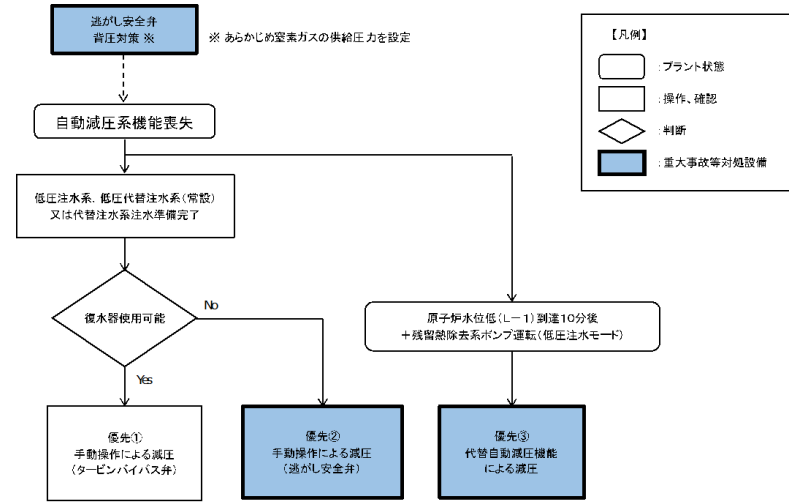 逃がし安全弁
背圧対策 ※
※ あらかじめ窒素ガスの供給圧力を設定
自動減圧系機能喪失
低圧注水系、低圧代替注水系(常設)
又は代替注水系注水準備完了
復水器使用可能
No
Yes
原子炉水位低(L-1)到達10分後
+残留熱除去系ポンプ運転(低圧注水モード)
優先①
手動操作による減圧
(タービンバイパス弁)
優先②
手動操作による減圧
(逃がし安全弁)
優先③
代替自動減圧機能
による減圧
【凡例】
:プラント状態
:操作、確認
:判断
:重大事故等対処設備